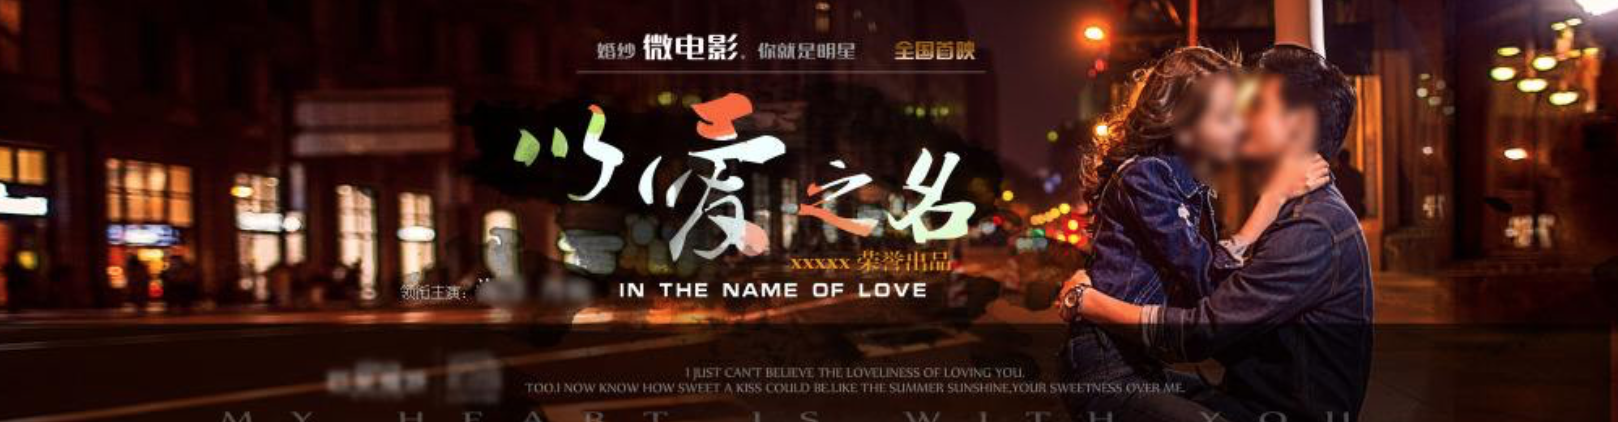 婚纱 微电影。你就是明星 全国首映
以爱之名
xxxxx 荣誉出品
领衔主演：
IN THE NAME OF LOVE
I JUST CAN'T BELIEVE THE LOVELINESS OF LOVING YOU.
TOO.I NOW KNOW HOW SWEET A KISS COULD BE.LIKE THE SUMMER SUNSHINE,YOUR SWEETNESS OVER ME.
MY HEART IS WITH YOU